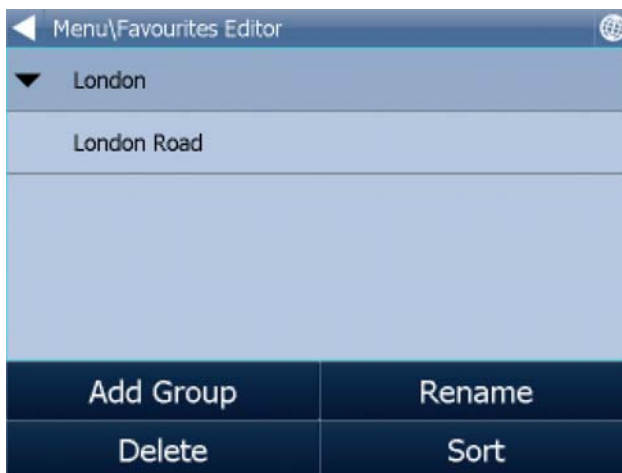 Menu\Favourites Editor
London
London Road
Add Group
Rename
Delete
Sort